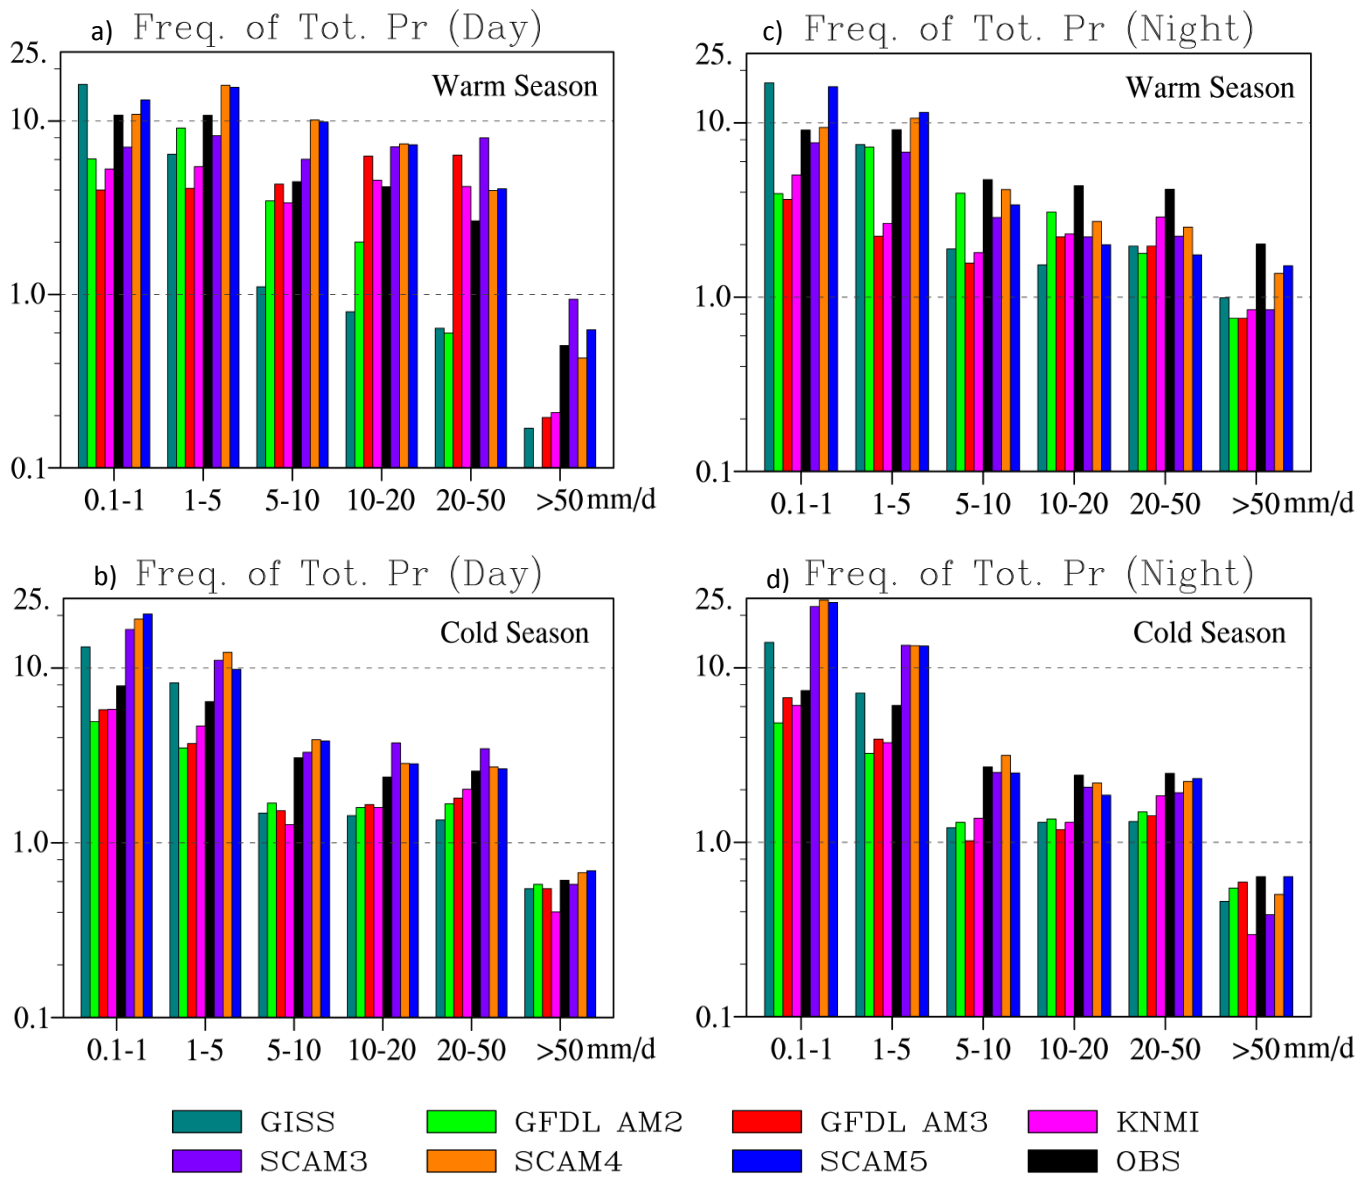 a) Freq. of Tot. Pr (Day)
25.
10.
1.0
0.1
Warm Season
0.1-1 1-5 5-10 10-20 20-50 >50 mm/d
c) Freq. of Tot. Pr (Night)
25.
10.
1.0
0.1
Warm Season
0.1-1 1-5 5-10 10-20 20-50 >50 mm/d
b) Freq. of Tot. Pr (Day)
25.
10.
1.0
0.1
Cold Season
0.1-1 1-5 5-10 10-20 20-50 >50 mm/d
d) Freq. of Tot. Pr (Night)
25.
10.
1.0
0.1
Cold Season
0.1-1 1-5 5-10 10-20 20-50 >50 mm/d
GISS GFDL AM2 GFDL AM3 KNMI
SCAM3 SCAM4 SCAM5 OBS